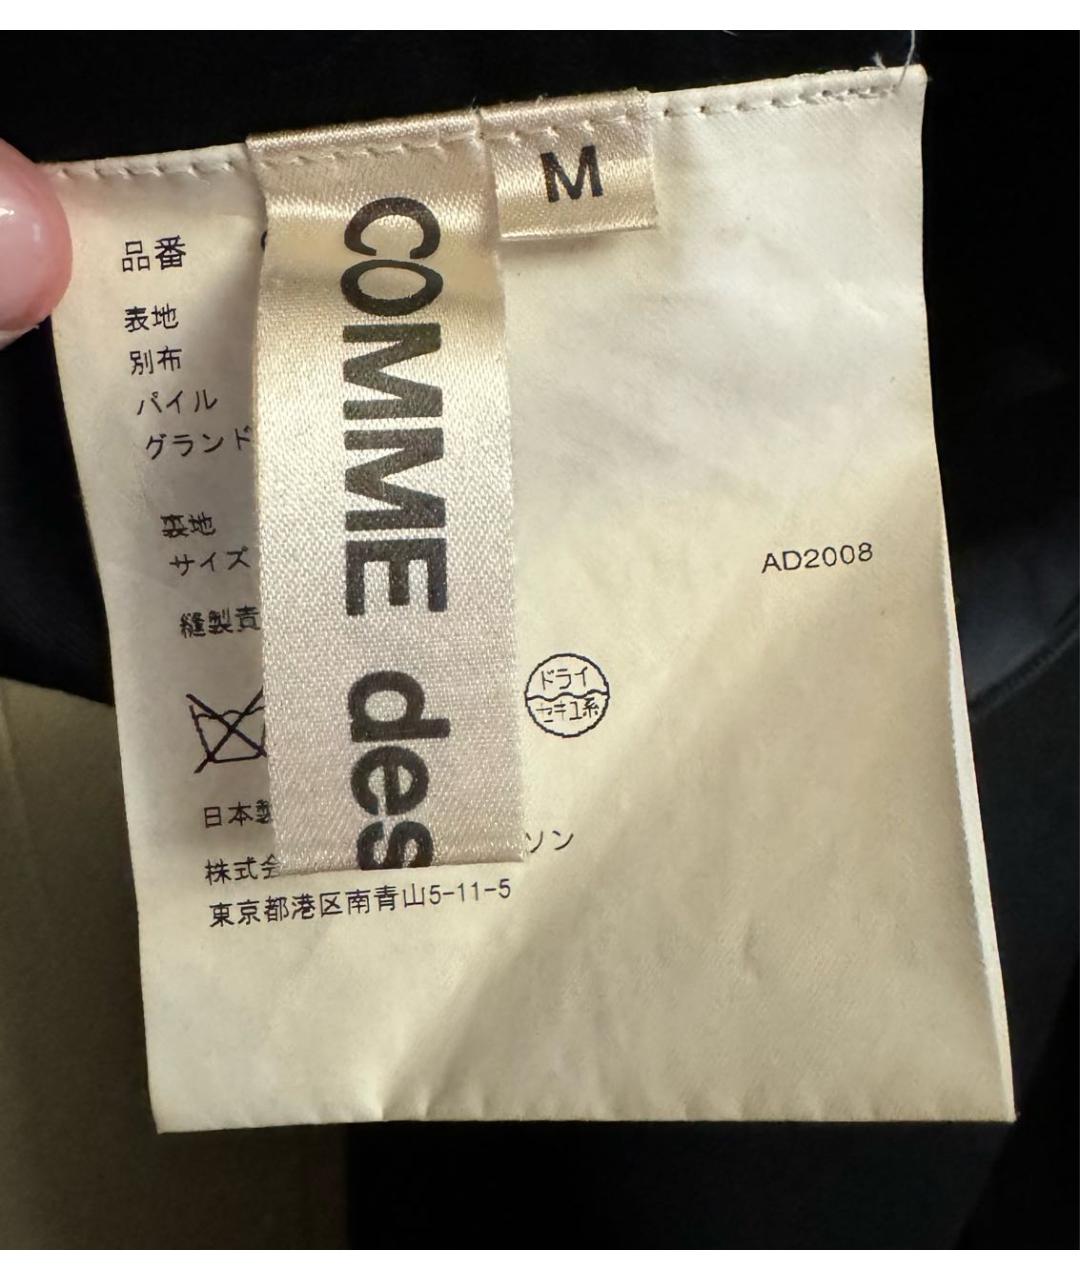 M
COMME des
品番
表地
別布
パイル
グランド
裏地
サイズ
AD2008
縫製責
ドライ
セキユ系
日本製
株式会 ソン
東京都港区南青山5-11-5